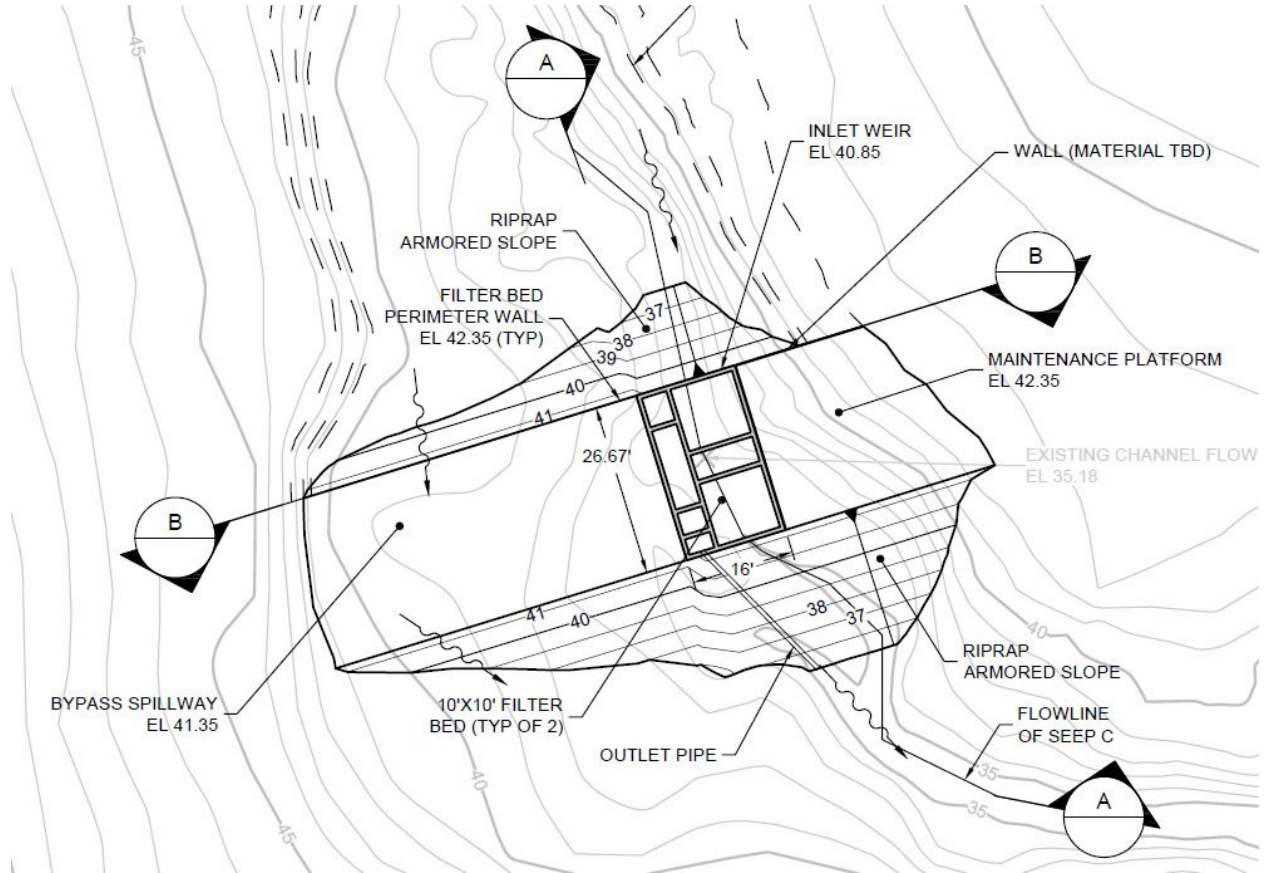 45
A
INLET WEIR
EL 40.85
WALL (MATERIAL TBD)
RIPRAP
ARMORED SLOPE
B
FILTER BED
PERIMETER WALL
EL 42.35 (TYP)
37
38
39
40
41
MAINTENANCE PLATFORM
EL 42.35
26.67'
EXISTING CHANNEL FLOW
EL 35.18
B
16'
41
40
38
37
40
RIPRAP
ARMORED SLOPE
BYPASS SPILLWAY
EL 41.35
10'X10' FILTER
BED (TYP OF 2)
OUTLET PIPE
FLOWLINE
OF SEEP C
40
35
35
A
45